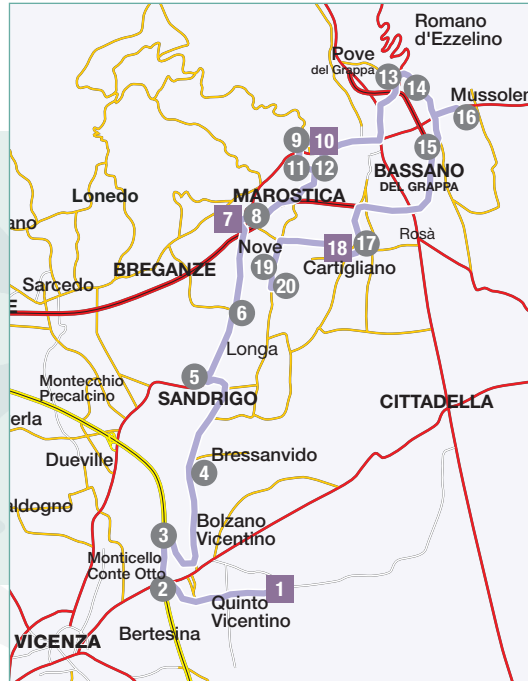 Romano
d'Ezzelino
Pove
del Grappa
13
14
Mussolen
16
9
10
15
11
12
BASSANO
DEL GRAPPA
Lonedo
MAROSTICA
7
8
ano
Nove
18
17
Rosà
BREGANZE
19
Cartigliano
Sarcedo
20
E
6
Longa
5
Montecchio
Precalcino
SANDRIGO
CITTADELLA
erla
Dueville
Bressanvido
4
aldogno
Bolzano
Vicentino
3
Monticello
Conte Otto
2
1
Quinto
Vicentino
VICENZA
Bertesina